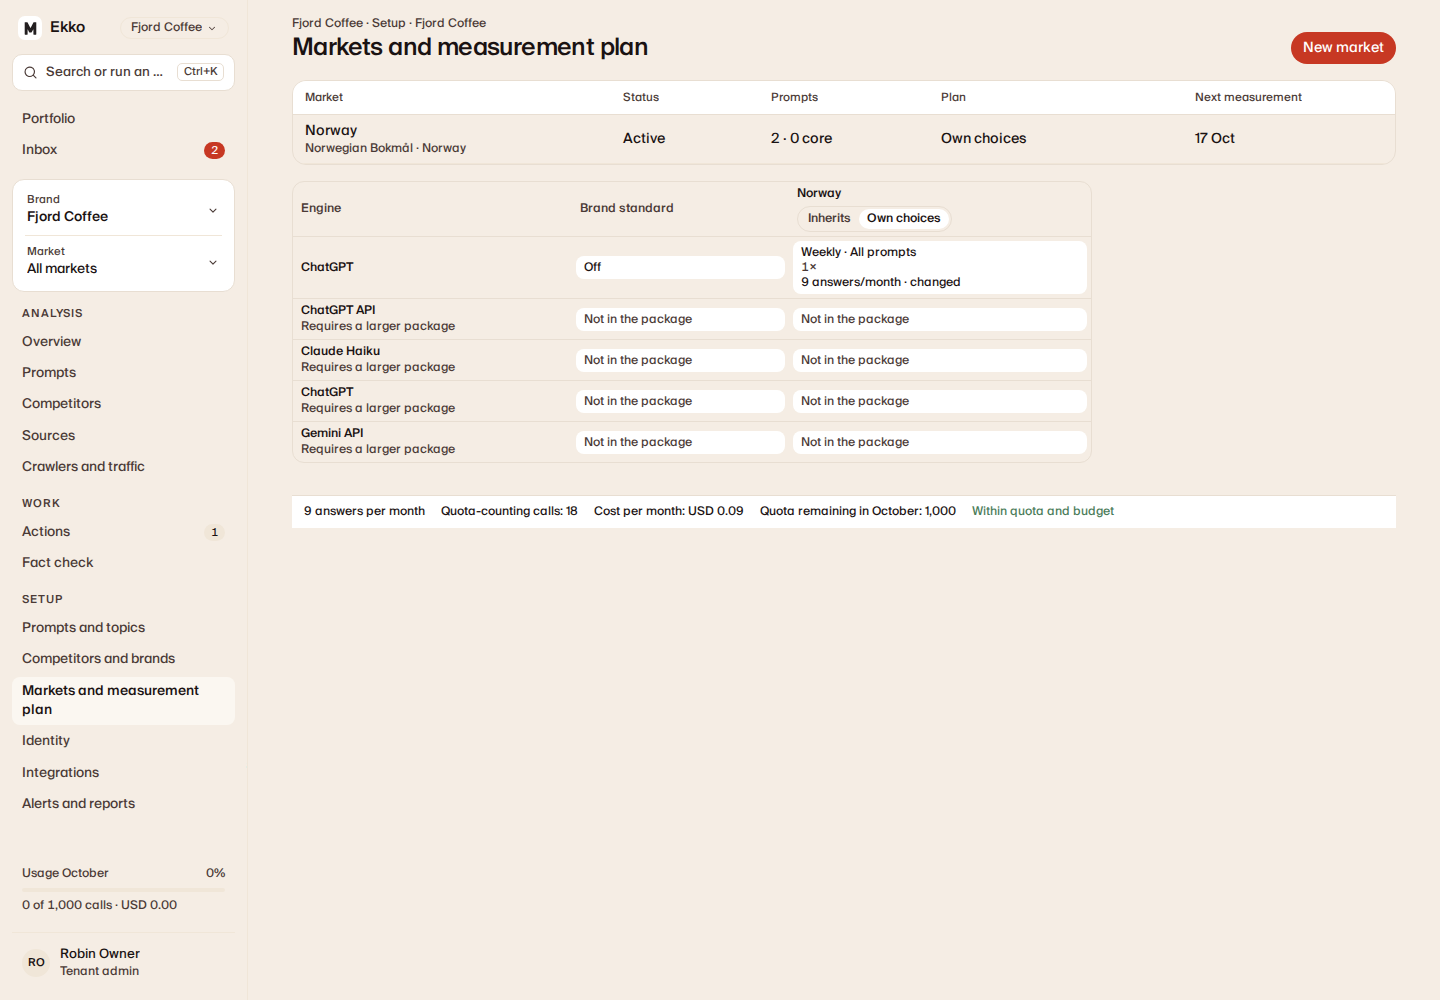 Ekko
Fjord Coffee
Search or run an ...
Ctrl+K
Portfolio
Inbox
2
Brand
Fjord Coffee
Market
All markets
ANALYSIS
Overview
Prompts
Competitors
Sources
Crawlers and traffic
WORK
Actions
1
Fact check
SETUP
Prompts and topics
Competitors and brands
Markets and measurement
plan
Identity
Integrations
Alerts and reports
Usage October
0%
0 of 1,000 calls · USD 0.00
RO
Robin Owner
Tenant admin
Fjord Coffee · Setup · Fjord Coffee
Markets and measurement plan
New market
Market Status Prompts Plan Next measurement
Norway
Norwegian Bokmål · Norway
Active 2 · 0 core Own choices 17 Oct
Engine Brand standard
Norway
Inherits Own choices
ChatGPT Off
Weekly · All prompts
1×
9 answers/month · changed
ChatGPT API
Requires a larger package
Not in the package Not in the package
Claude Haiku
Requires a larger package
Not in the package Not in the package
ChatGPT
Requires a larger package
Not in the package Not in the package
Gemini API
Requires a larger package
Not in the package Not in the package
9 answers per month Quota-counting calls: 18 Cost per month: USD 0.09 Quota remaining in October: 1,000 Within quota and budget